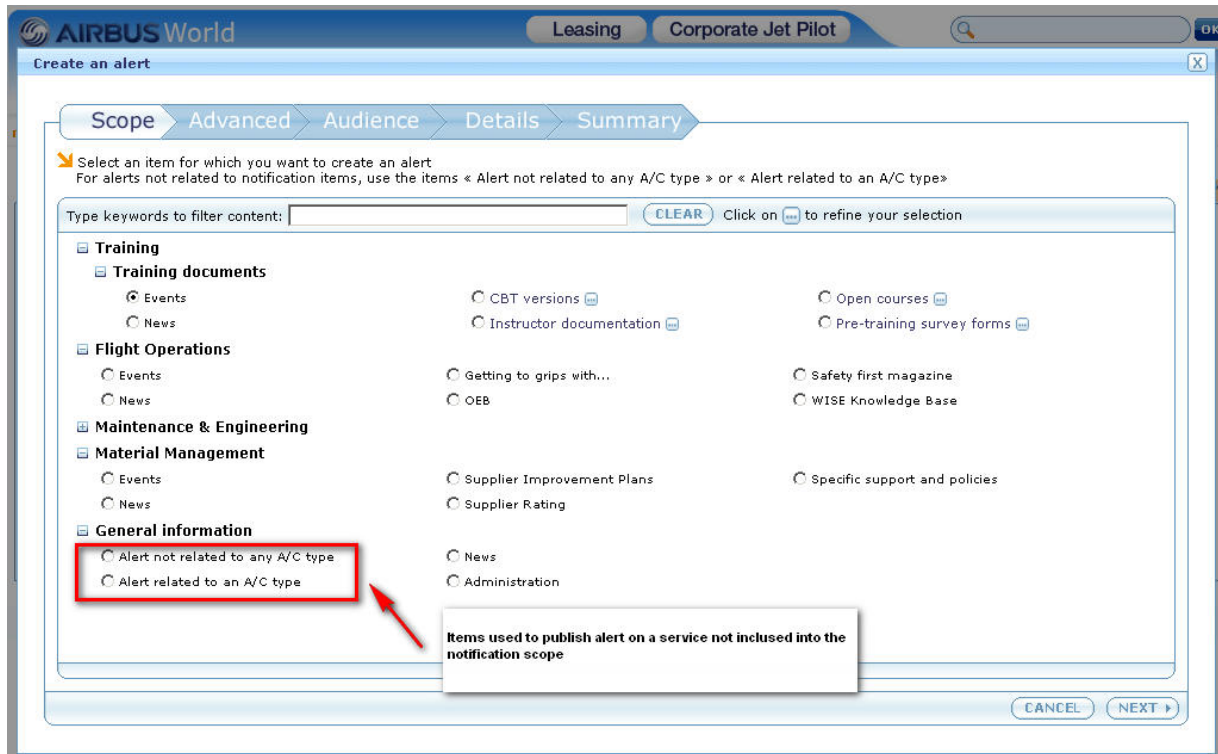 AIRBUS World
Leasing
Corporate Jet Pilot
OK
Create an alert
X
Scope Advanced Audience Details Summary
Select an item for which you want to create an alert
For alerts not related to notification items, use the items « Alert not related to any A/C type » or « Alert related to an A/C type»
Type keywords to filter content: CLEAR Click on ... to refine your selection
Training
Training documents
Events CBT versions ... Open courses ...
News Instructor documentation ... Pre-training survey forms ...
Flight Operations
Events Getting to grips with... Safety first magazine
News OEB WISE Knowledge Base
Maintenance & Engineering
Material Management
Events Supplier Improvement Plans Specific support and policies
News Supplier Rating
General information
Alert not related to any A/C type News
Alert related to an A/C type Administration
Items used to publish alert on a service not inclused into the
notification scope
CANCEL NEXT